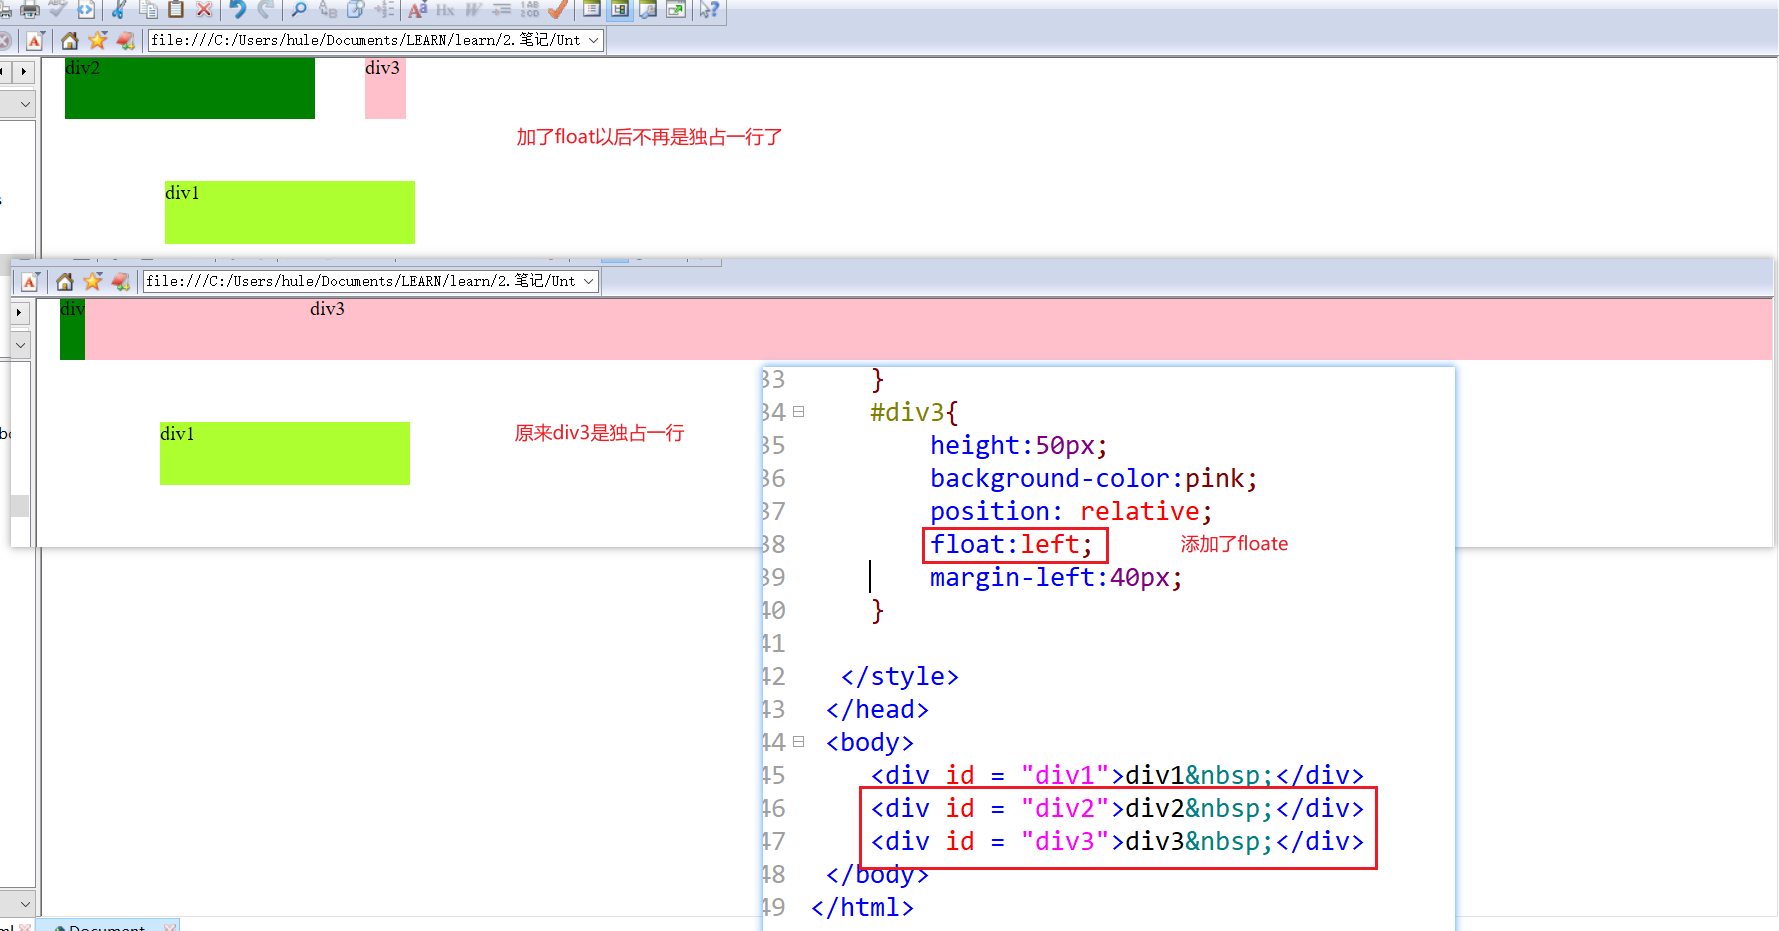 file:///C:/Users/hule/Documents/LEARN/learn/2.笔记/Unt
div2
div3
加了float以后不再是独占一行了
div1
file:///C:/Users/hule/Documents/LEARN/learn/2.笔记/Unt
div
div3
div1
原来div3是独占一行
33 }
34 #div3{
35 height:50px;
36 background-color:pink;
37 position: relative;
38 float:left;
添加了floate
39 margin-left:40px;
40 }
41
42 </style>
43 </head>
44 <body>
45 <div id = "div1">div1&nbsp;</div>
46 <div id = "div2">div2&nbsp;</div>
47 <div id = "div3">div3&nbsp;</div>
48 </body>
49 </html>
Document